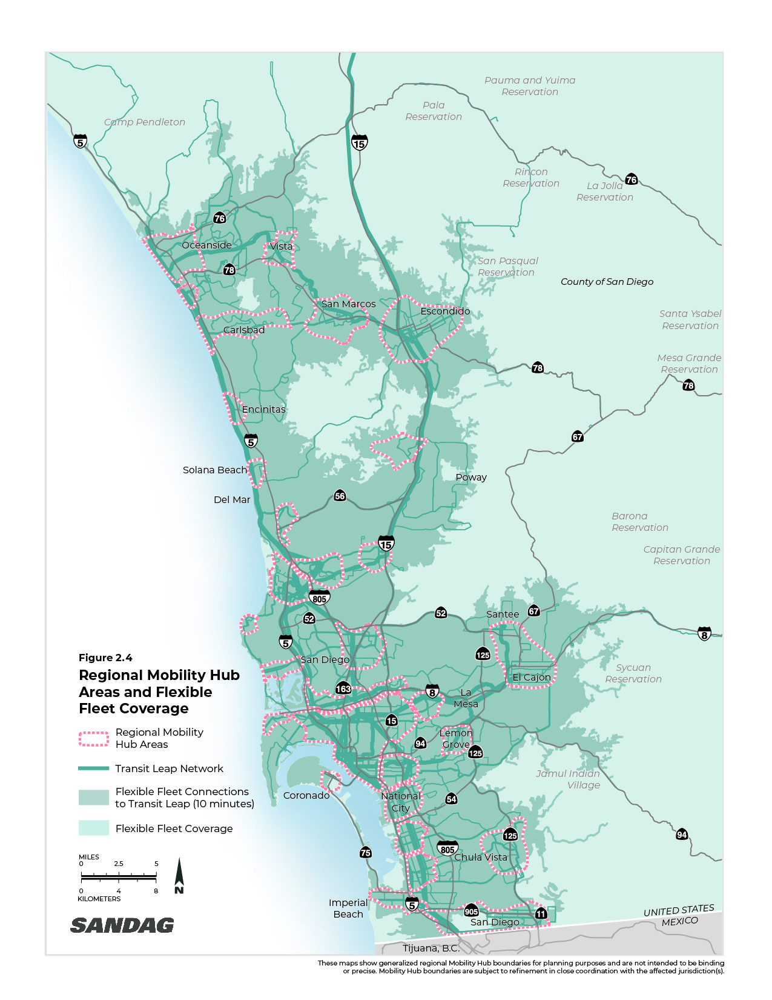 Pauma and Yuima
Reservation
Pala
Reservation
Camp Pendleton
5
15
Rincon
Reservation
La Jolla
Reservation
76
76
Oceanside
Vista
78
San Pasqual
Reservation
County of San Diego
San Marcos
Escondido
Santa Ysabel
Reservation
Carlsbad
Mesa Grande
Reservation
78
78
Encinitas
67
5
Solana Beach
Poway
Del Mar
56
Barona
Reservation
15
Capitan Grande
Reservation
805
52
52
Santee
67
5
8
San Diego
125
Sycuan
Reservation
El Cajon
163
8
La
Mesa
15
Lemon
Grove
94
125
Jamul Indian
Village
Coronado
National
City
54
125
94
75
805
Chula Vista
Imperial
Beach
5
905
11
San Diego
UNITED STATES
MEXICO
Tijuana, B.C.
Figure 2.4
Regional Mobility Hub
Areas and Flexible
Fleet Coverage
Regional Mobility
Hub Areas
Transit Leap Network
Flexible Fleet Connections
to Transit Leap (10 minutes)
Flexible Fleet Coverage
MILES
0 2.5 5
0 4 8
KILOMETERS
N
SANDAG
These maps show generalized regional Mobility Hub boundaries for planning purposes and are not intended to be binding
or precise. Mobility Hub boundaries are subject to refinement in close coordination with the affected jurisdiction(s).